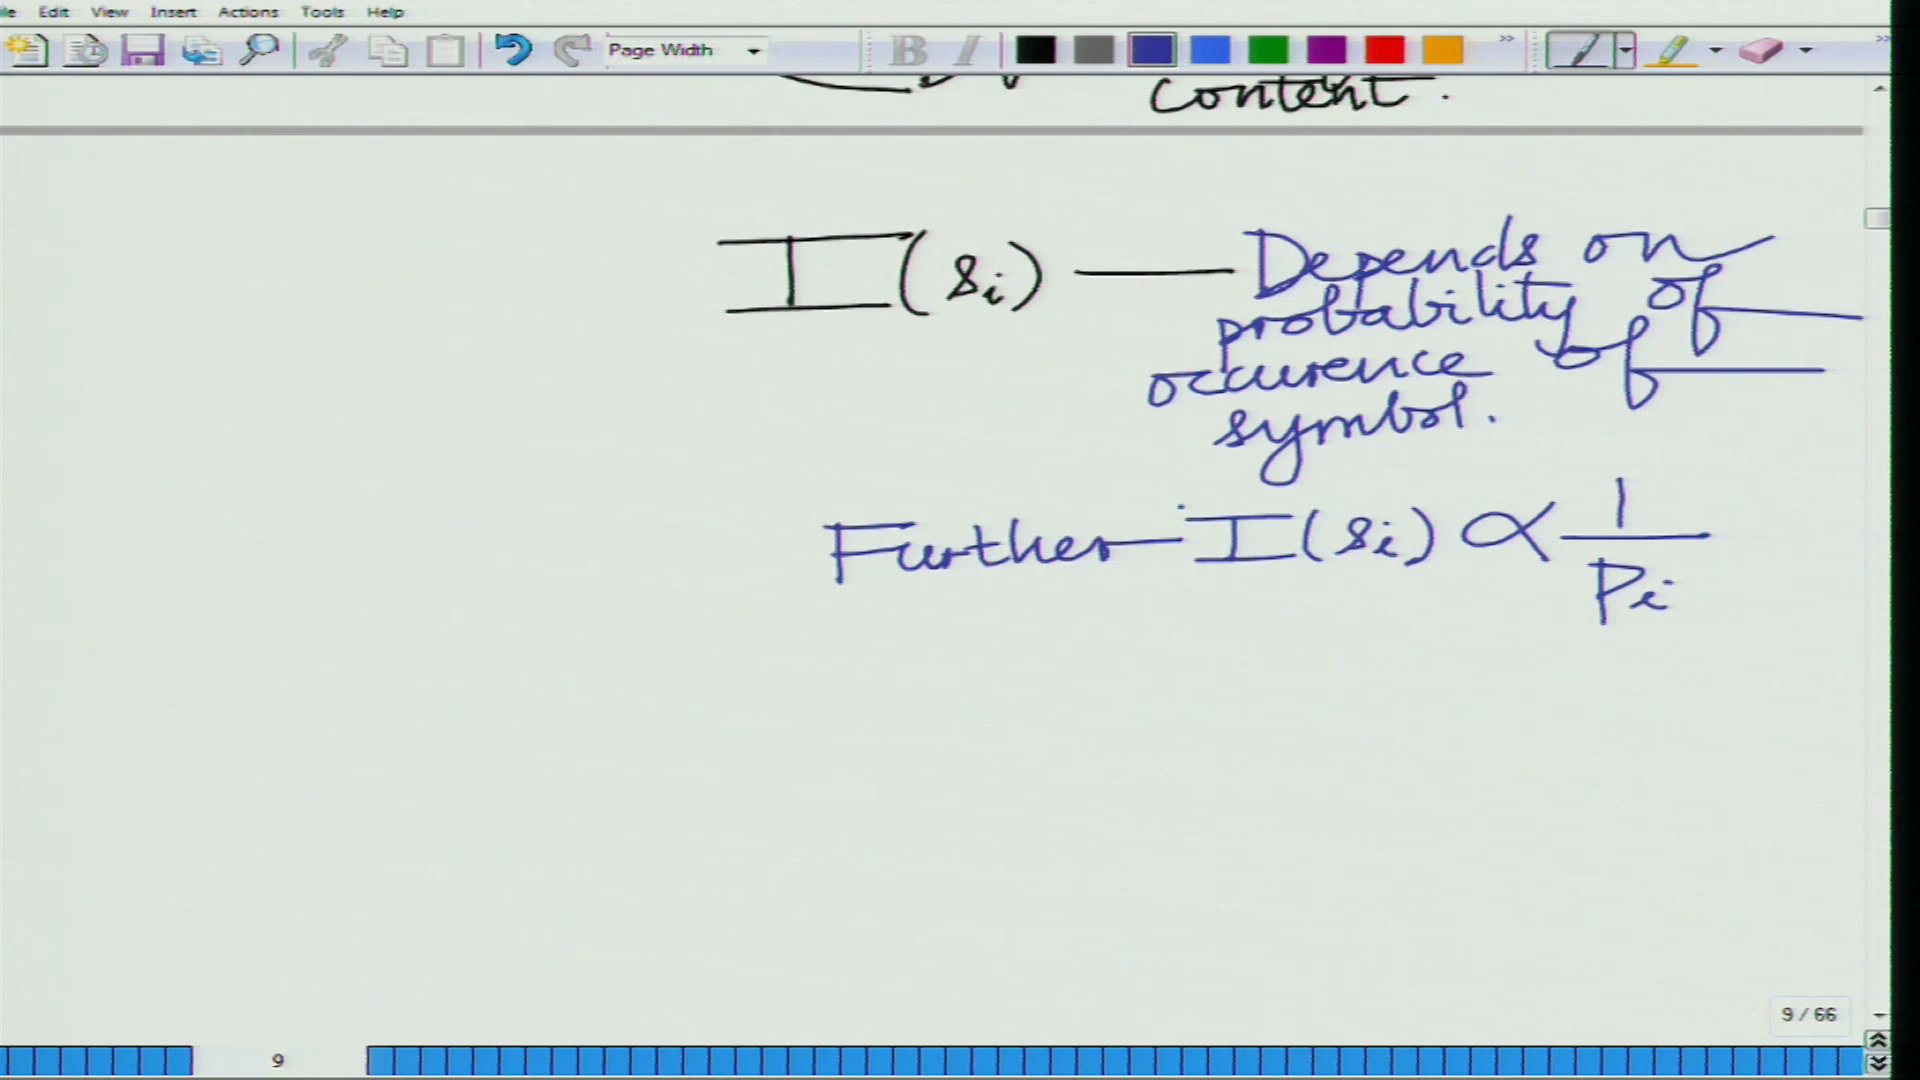 Edit View Insert Actions Tools Help
Page Width
B I
content.
I(si) — Depends on
probability of
occurence of
symbol.
Further I(si) ∝ 1/Pi
9 / 66
9